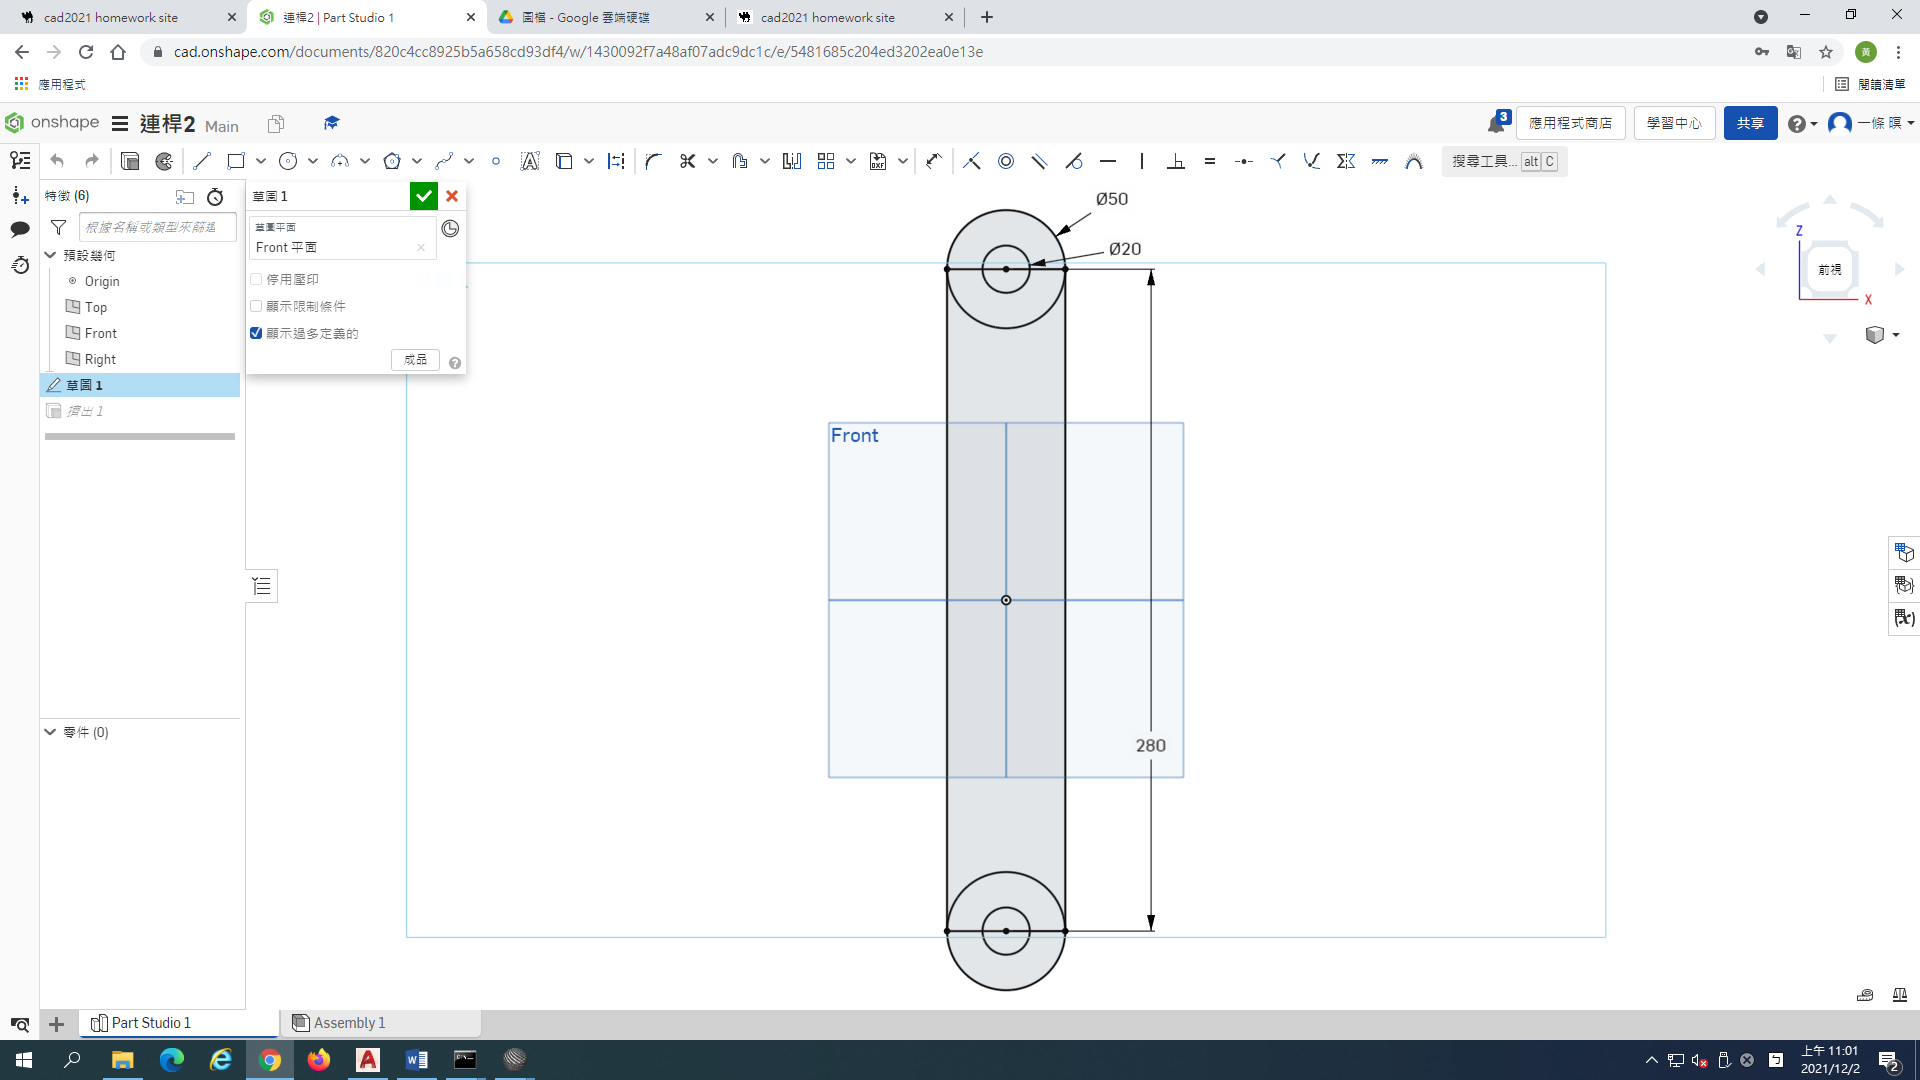 cad2021 homework site
連桿2 | Part Studio 1
圖檔 - Google 雲端硬碟
cad2021 homework site
cad.onshape.com/documents/820c4cc8925b5a658cd93df4/w/1430092f7a48af07adc9dc1c/e/5481685c204ed3202ea0e13e
黃
應用程式
閱讀清單
onshape
連桿2 Main
3
應用程式商店
學習中心
共享
一條 暝
DXF
搜尋工具... alt C
特徵 (6)
根據名稱或類型來篩選
預設幾何
Origin
Top
Front
Right
草圖 1
擠出 1
零件 (0)
草圖 1
草圖平面
Front 平面
停用壓印
顯示限制條件
顯示過多定義的
成品
Ø50
Ø20
Front
280
Z
前視
X
Part Studio 1
Assembly 1
上午 11:01
2021/12/2
2